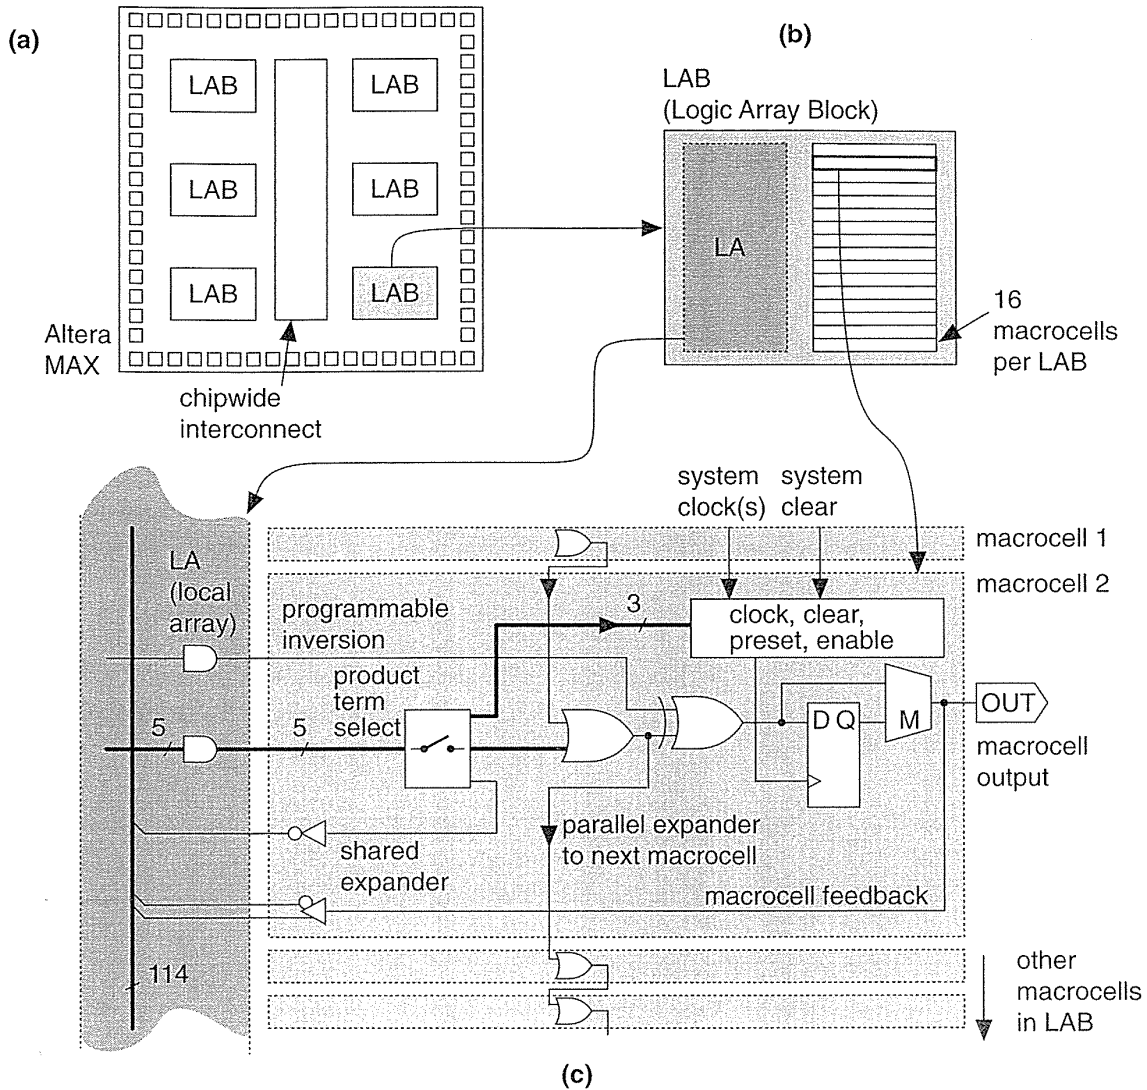 (a)
LAB
LAB
LAB
LAB
LAB
LAB
Altera
MAX
chipwide
interconnect
(b)
LAB
(Logic Array Block)
LA
16
macrocells
per LAB
system
clock(s)
system
clear
macrocell 1
macrocell 2
LA
(local
array)
programmable
inversion
3
clock, clear,
preset, enable
product
term
select
5
5
D Q
M
OUT
macrocell
output
parallel expander
to next macrocell
shared
expander
macrocell feedback
114
other
macrocells
in LAB
(c)